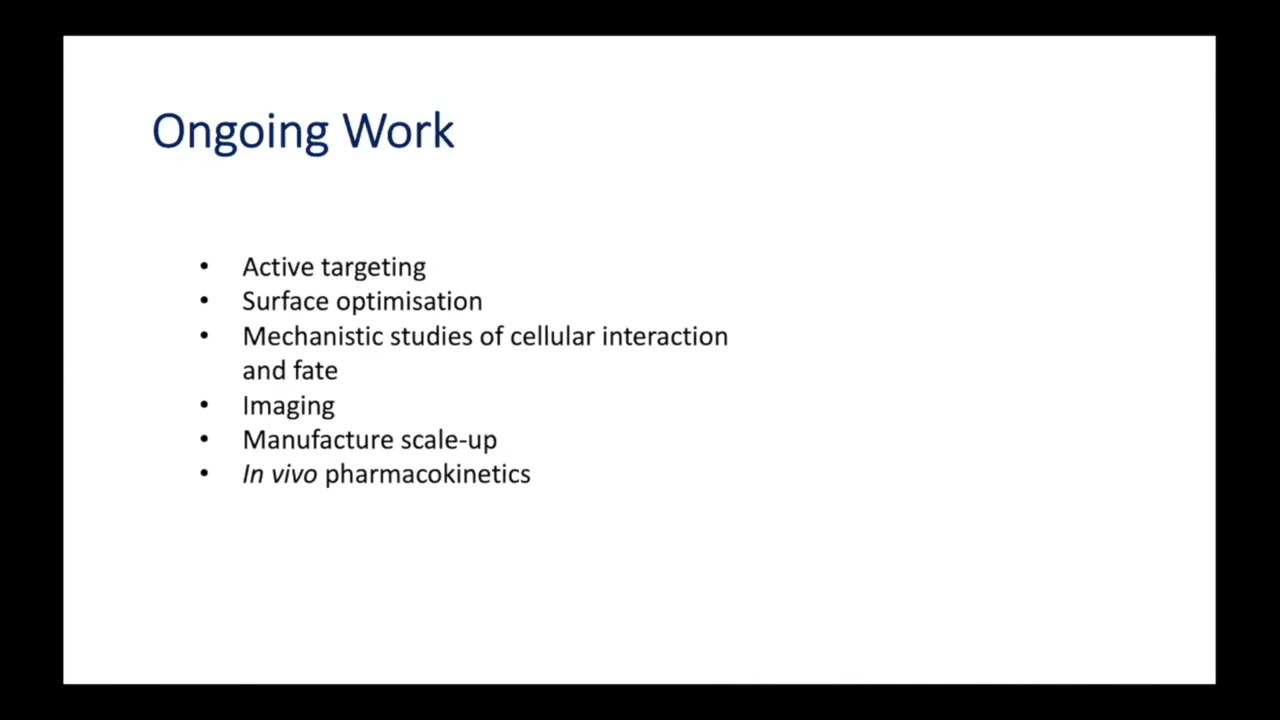 Ongoing Work
• Active targeting
• Surface optimisation
• Mechanistic studies of cellular interaction
and fate
• Imaging
• Manufacture scale-up
• In vivo pharmacokinetics